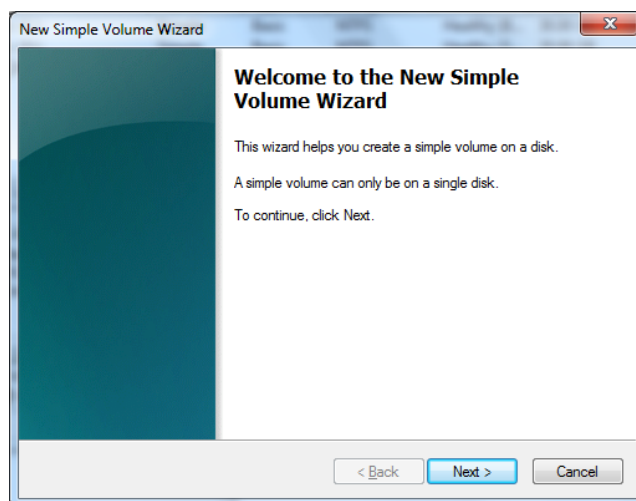 New Simple Volume Wizard
Welcome to the New Simple
Volume Wizard
This wizard helps you create a simple volume on a disk.
A simple volume can only be on a single disk.
To continue, click Next.
< Back
Next >
Cancel